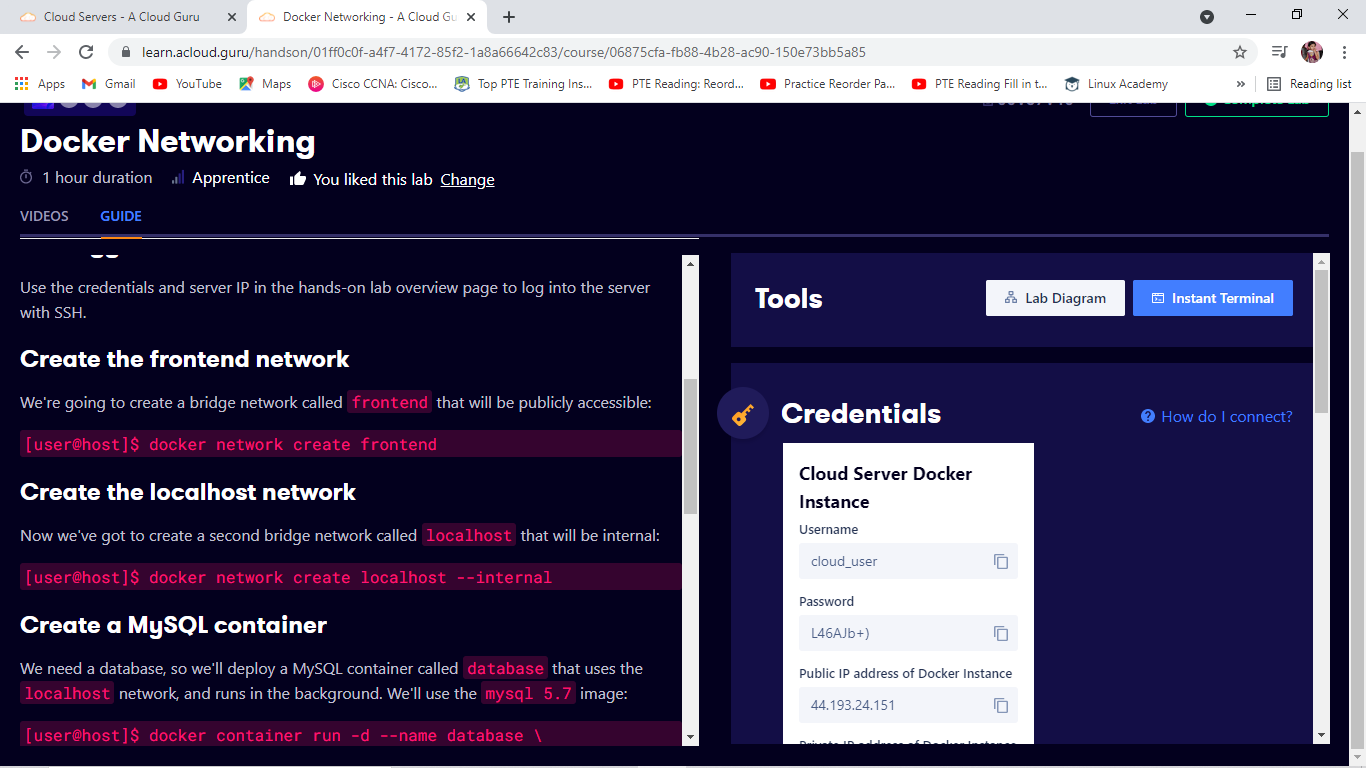 Cloud Servers - A Cloud Guru
Docker Networking - A Cloud Gu
learn.acloud.guru/handson/01ff0c0f-a4f7-4172-85f2-1a8a66642c83/course/06875cfa-fb88-4b28-ac90-150e73bb5a85
Apps Gmail YouTube Maps Cisco CCNA: Cisco... Top PTE Training Ins... PTE Reading: Reord... Practice Reorder Pa... PTE Reading Fill in t... Linux Academy » Reading list
Docker Networking
1 hour duration Apprentice You liked this lab Change
VIDEOS GUIDE
Use the credentials and server IP in the hands-on lab overview page to log into the server
with SSH.
Create the frontend network
We're going to create a bridge network called frontend that will be publicly accessible:
[user@host]$ docker network create frontend
Create the localhost network
Now we've got to create a second bridge network called localhost that will be internal:
[user@host]$ docker network create localhost --internal
Create a MySQL container
We need a database, so we'll deploy a MySQL container called database that uses the
localhost network, and runs in the background. We'll use the mysql 5.7 image:
[user@host]$ docker container run -d --name database \
Tools
Lab Diagram
Instant Terminal
Credentials
How do I connect?
Cloud Server Docker
Instance
Username
cloud_user
Password
L46AJb+)
Public IP address of Docker Instance
44.193.24.151
Private IP address of Docker Instance